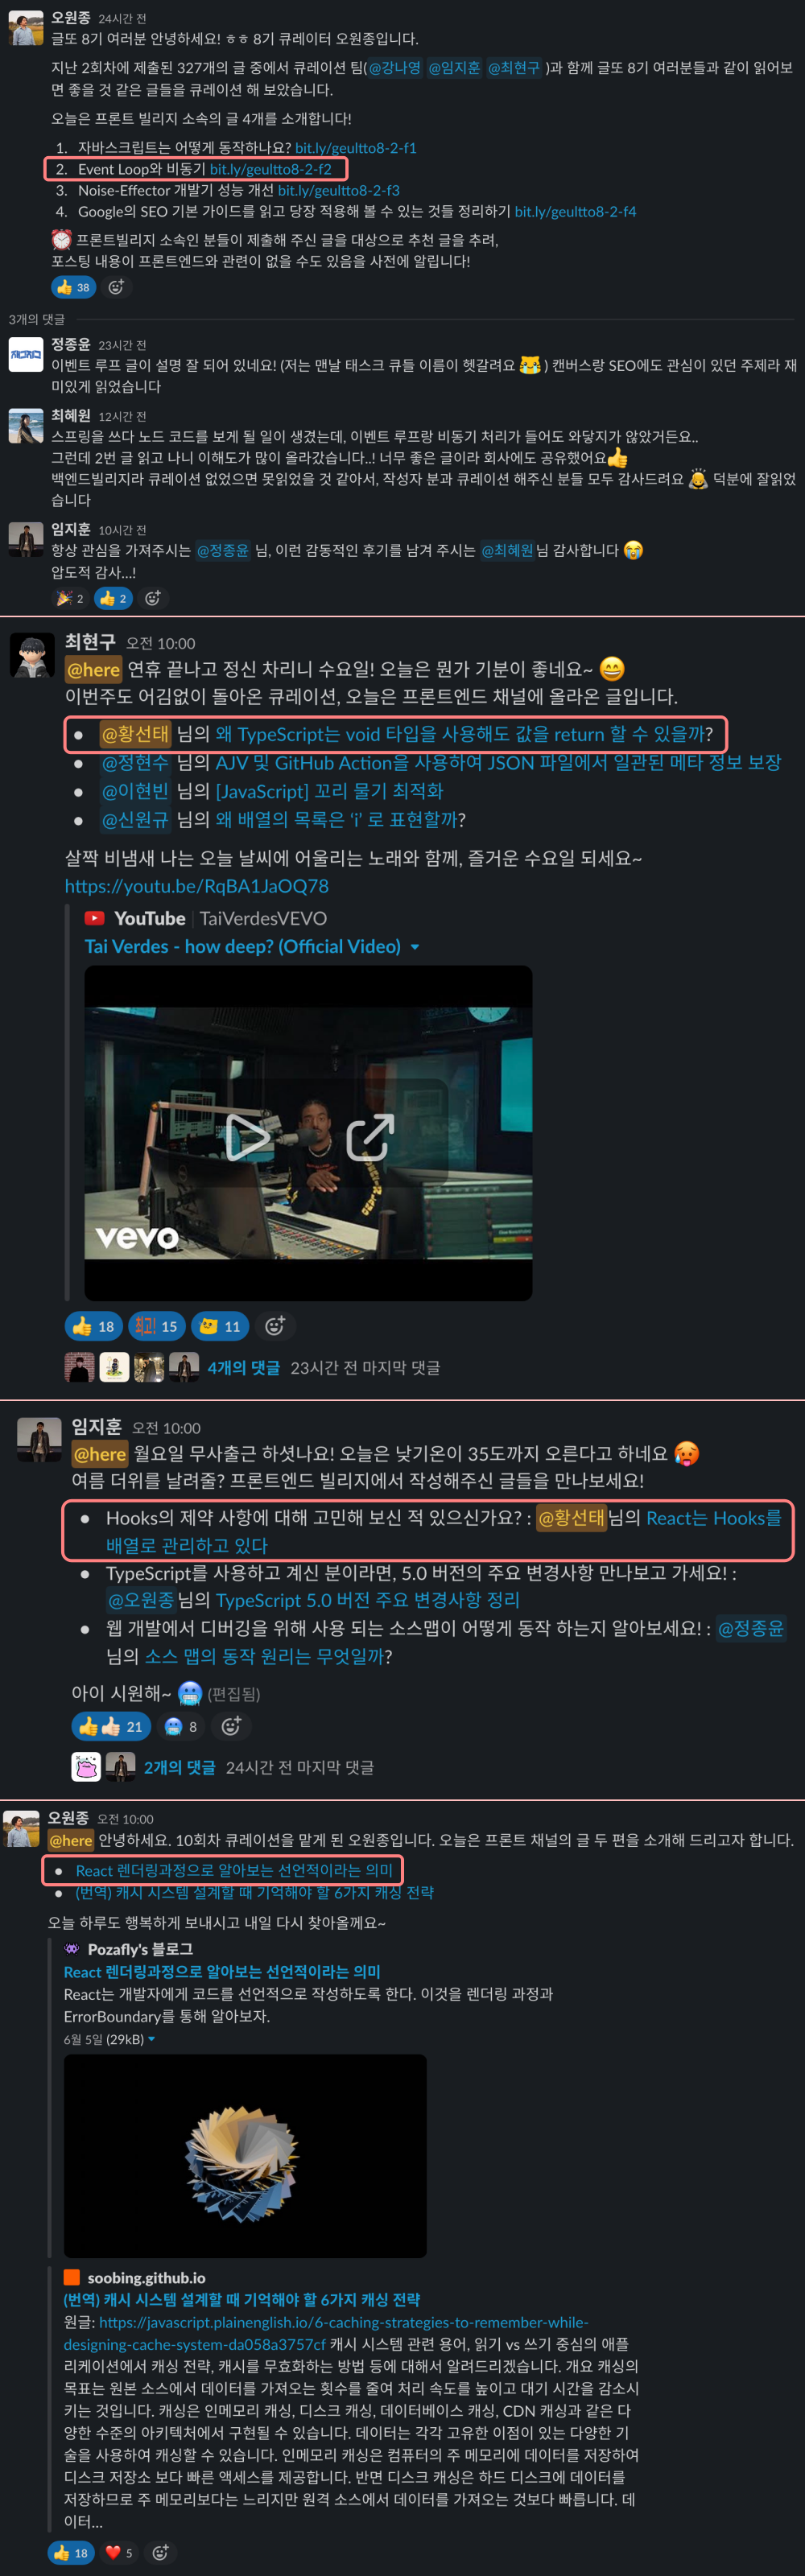 오원종 24시간 전
글또 8기 여러분 안녕하세요! ㅎㅎ 8기 큐레이터 오원종입니다.
지난 2회차에 제출된 327개의 글 중에서 큐레이션 팀(@강나영 @임지훈 @최현구 )과 함께 글또 8기 여러분들과 같이 읽어보
면 좋을 것 같은 글들을 큐레이션 해 보았습니다.
오늘은 프론트 빌리지 소속의 글 4개를 소개합니다!
1. 자바스크립트는 어떻게 동작하나요? bit.ly/geultto8-2-f1
2. Event Loop와 비동기 bit.ly/geultto8-2-f2
3. Noise-Effector 개발기 성능 개선 bit.ly/geultto8-2-f3
4. Google의 SEO 기본 가이드를 읽고 당장 적용해 볼 수 있는 것들 정리하기 bit.ly/geultto8-2-f4
프론트빌리지 소속인 분들이 제출해 주신 글을 대상으로 추천 글을 추려,
포스팅 내용이 프론트엔드와 관련이 없을 수도 있음을 사전에 알립니다!
38
3개의 댓글
정종윤 23시간 전
이벤트 루프 글이 설명 잘 되어 있네요! (저는 맨날 태스크 큐들 이름이 헷갈려요 ) 캔버스랑 SEO에도 관심이 있던 주제라 재
미있게 읽었습니다
최혜원 12시간 전
스프링을 쓰다 노드 코드를 보게 될 일이 생겼는데, 이벤트 루프랑 비동기 처리가 들어도 와닿지가 않았거든요..
그런데 2번 글 읽고 나니 이해도가 많이 올라갔습니다..! 너무 좋은 글이라 회사에도 공유했어요
백엔드빌리지라 큐레이션 없었으면 못읽었을 것 같아서, 작성자 분과 큐레이션 해주신 분들 모두 감사드려요 덕분에 잘읽었
습니다
임지훈 10시간 전
항상 관심을 가져주시는 @정종윤 님, 이런 감동적인 후기를 남겨 주시는 @최혜원님 감사합니다
압도적 감사...!
2 2
최현구 오전 10:00
@here 연휴 끝나고 정신 차리니 수요일! 오늘은 뭔가 기분이 좋네요~
이번주도 어김없이 돌아온 큐레이션, 오늘은 프론트엔드 채널에 올라온 글입니다.
• @황선태 님의 왜 TypeScript는 void 타입을 사용해도 값을 return 할 수 있을까?
• @정현수 님의 AJV 및 GitHub Action을 사용하여 JSON 파일에서 일관된 메타 정보 보장
• @이현빈 님의 [JavaScript] 꼬리 물기 최적화
• @신원규 님의 왜 배열의 목록은 ‘i’ 로 표현할까?
살짝 비냄새 나는 오늘 날씨에 어울리는 노래와 함께, 즐거운 수요일 되세요~
https://youtu.be/RqBA1JaOQ78
YouTube | TaiVerdesVEVO
Tai Verdes - how deep? (Official Video)
vevo
18 최고! 15 11
4개의 댓글 23시간 전 마지막 댓글
임지훈 오전 10:00
@here 월요일 무사출근 하셧나요! 오늘은 낮기온이 35도까지 오른다고 하네요
여름 더위를 날려줄? 프론트엔드 빌리지에서 작성해주신 글들을 만나보세요!
• Hooks의 제약 사항에 대해 고민해 보신 적 있으신가요? : @황선태님의 React는 Hooks를
배열로 관리하고 있다
• TypeScript를 사용하고 계신 분이라면, 5.0 버전의 주요 변경사항 만나보고 가세요! :
@오원종님의 TypeScript 5.0 버전 주요 변경사항 정리
• 웹 개발에서 디버깅을 위해 사용 되는 소스맵이 어떻게 동작 하는지 알아보세요! : @정종윤
님의 소스 맵의 동작 원리는 무엇일까?
아이 시원해~ (편집됨)
21 8
2개의 댓글 24시간 전 마지막 댓글
오원종 오전 10:00
@here 안녕하세요. 10회차 큐레이션을 맡게 된 오원종입니다. 오늘은 프론트 채널의 글 두 편을 소개해 드리고자 합니다.
• React 렌더링과정으로 알아보는 선언적이라는 의미
• (번역) 캐시 시스템 설계할 때 기억해야 할 6가지 캐싱 전략
오늘 하루도 행복하게 보내시고 내일 다시 찾아올께요~
Pozafly's 블로그
React 렌더링과정으로 알아보는 선언적이라는 의미
React는 개발자에게 코드를 선언적으로 작성하도록 한다. 이것을 렌더링 과정과
ErrorBoundary를 통해 알아보자.
6월 5일 (29kB)
soobing.github.io
(번역) 캐시 시스템 설계할 때 기억해야 할 6가지 캐싱 전략
원글: https://javascript.plainenglish.io/6-caching-strategies-to-remember-while-
designing-cache-system-da058a3757cf 캐시 시스템 관련 용어, 읽기 vs 쓰기 중심의 애플
리케이션에서 캐싱 전략, 캐시를 무효화하는 방법 등에 대해서 알려드리겠습니다. 개요 캐싱의
목표는 원본 소스에서 데이터를 가져오는 횟수를 줄여 처리 속도를 높이고 대기 시간을 감소시
키는 것입니다. 캐싱은 인메모리 캐싱, 디스크 캐싱, 데이터베이스 캐싱, CDN 캐싱과 같은 다
양한 수준의 아키텍처에서 구현될 수 있습니다. 데이터는 각각 고유한 이점이 있는 다양한 기
술을 사용하여 캐싱할 수 있습니다. 인메모리 캐싱은 컴퓨터의 주 메모리에 데이터를 저장하여
디스크 저장소 보다 빠른 액세스를 제공합니다. 반면 디스크 캐싱은 하드 디스크에 데이터를
저장하므로 주 메모리보다는 느리지만 원격 소스에서 데이터를 가져오는 것보다 빠릅니다. 데
이터...
18 5